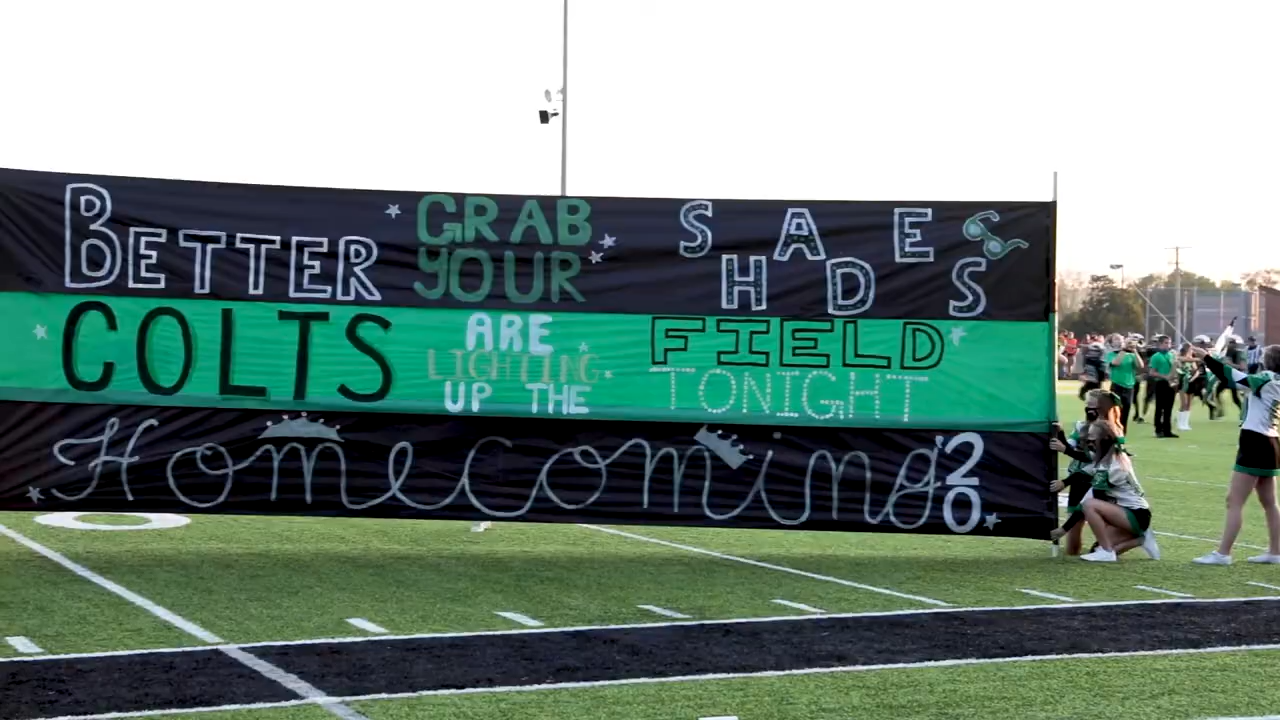 BETTER GRAB YOUR SHADES
COLTS ARE LIGHTING UP THE FIELD TONIGHT
Homecoming '20